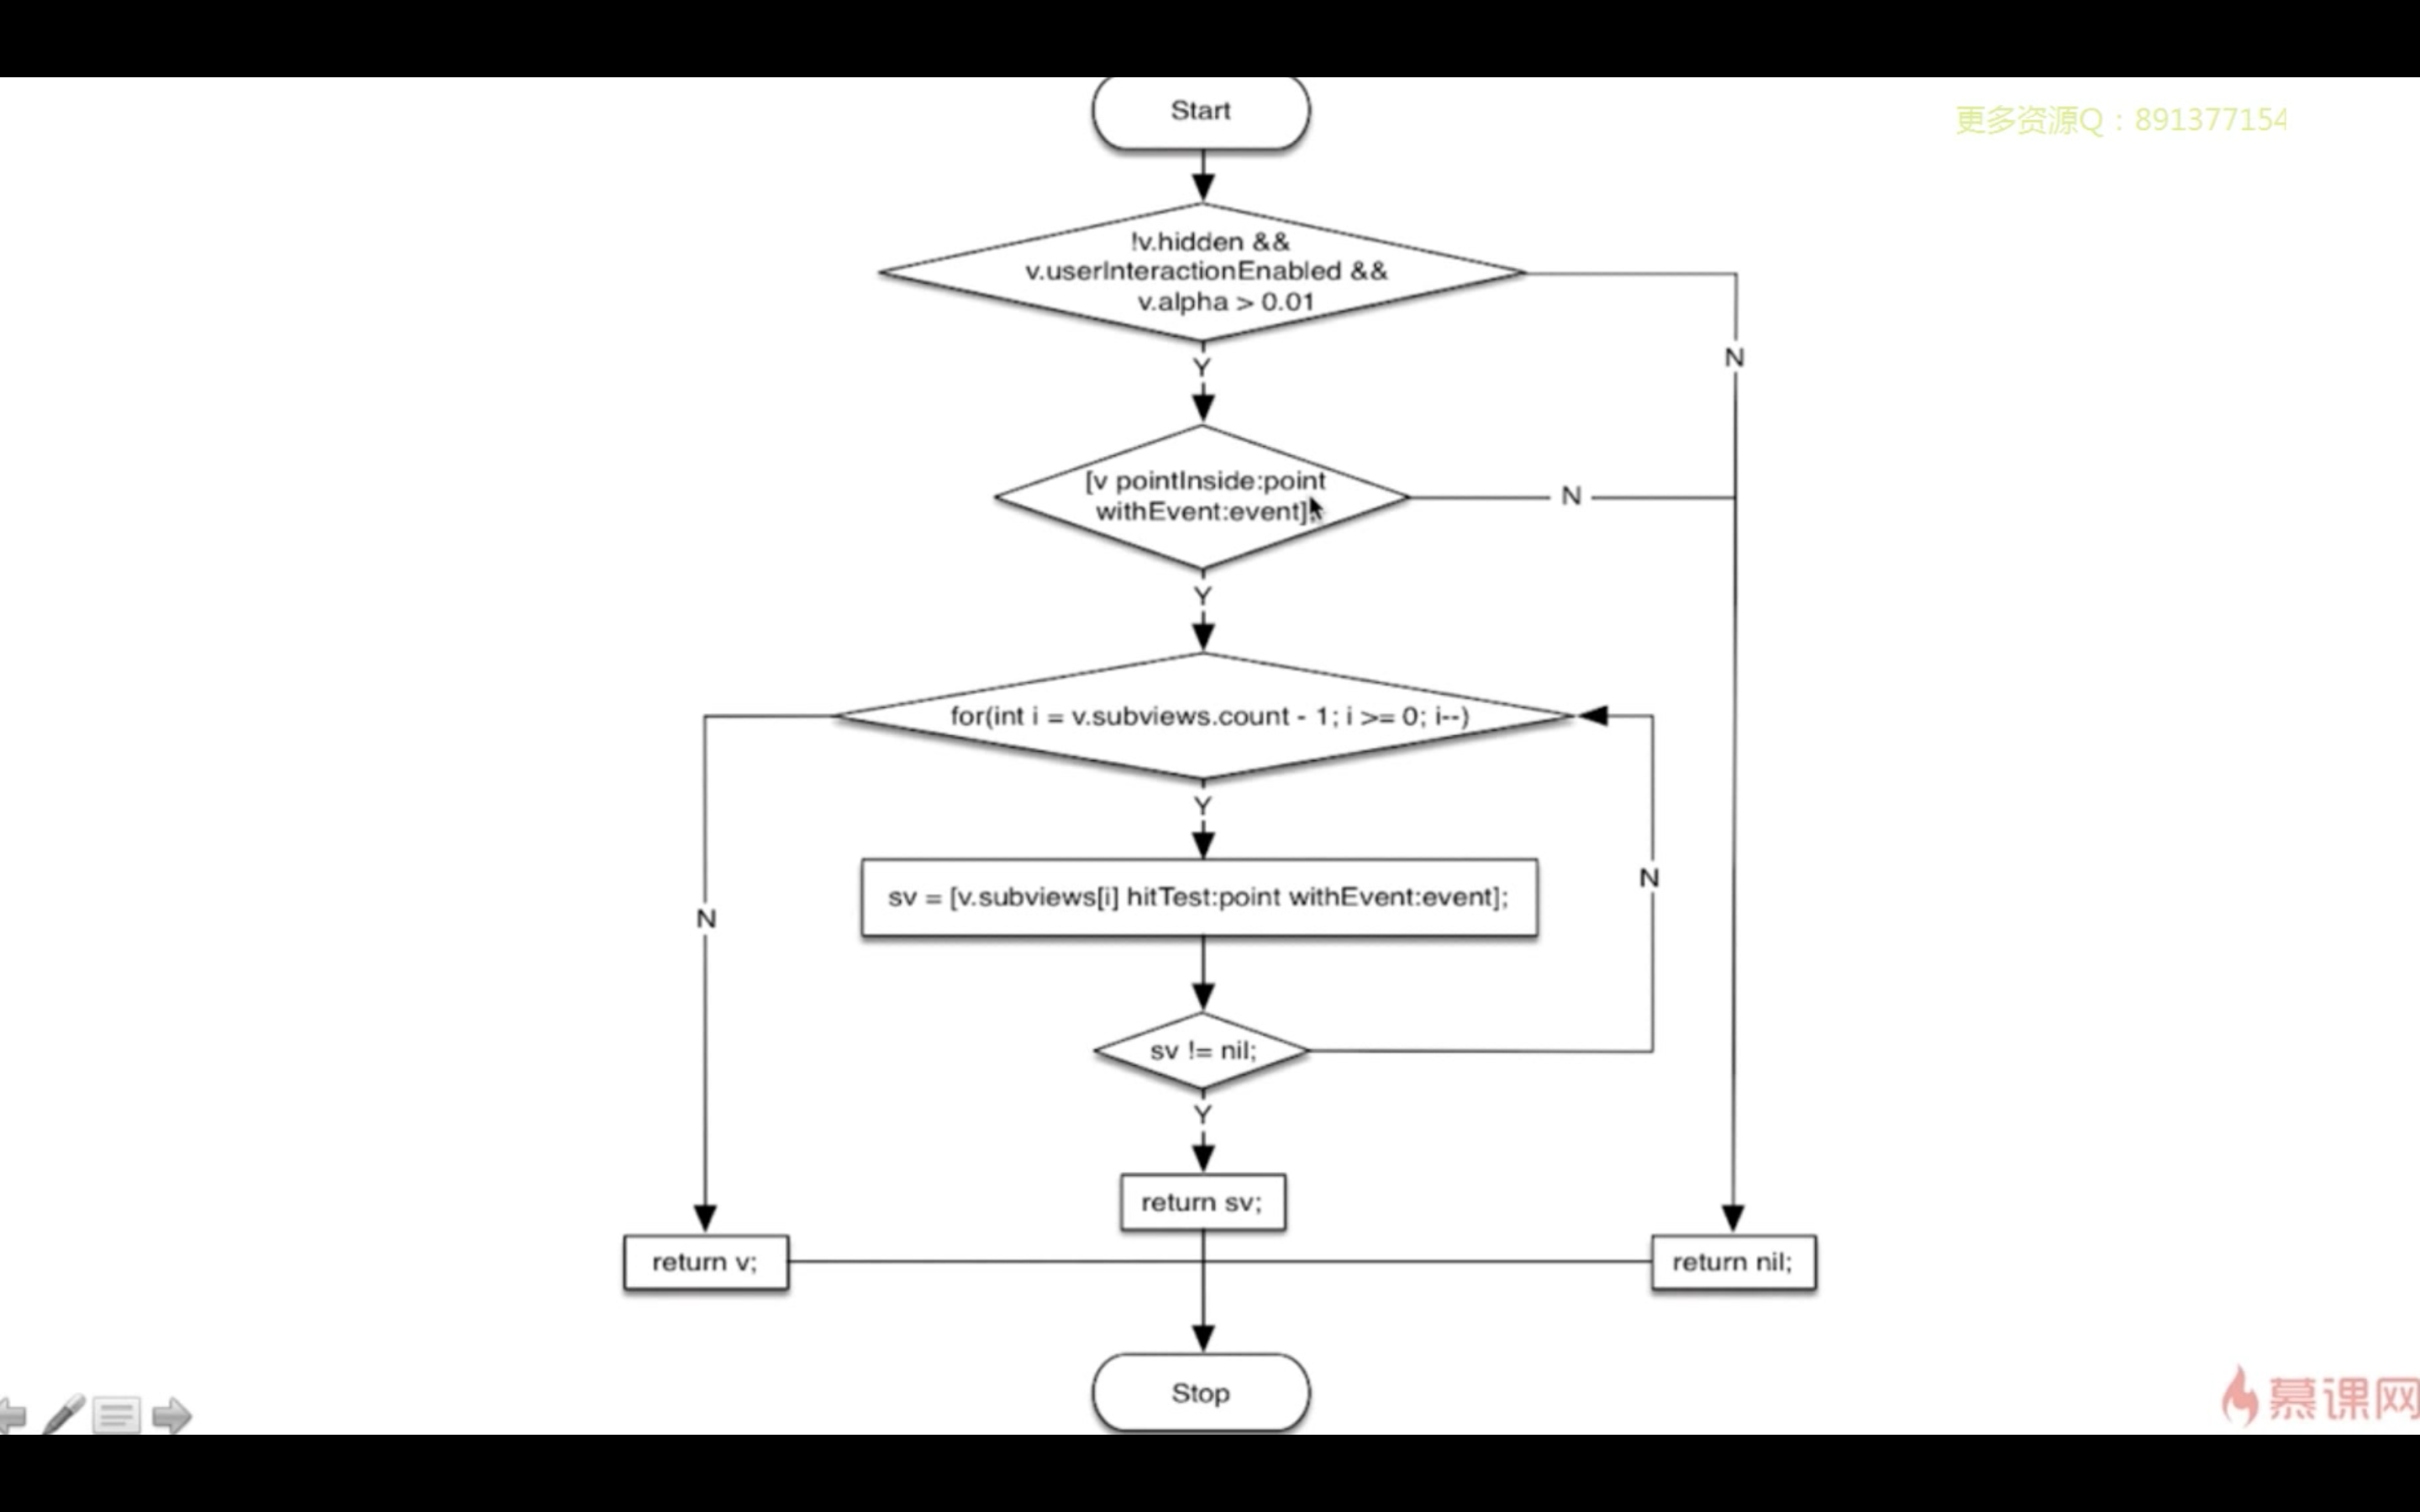 Start
更多资源Q：891377154
!v.hidden &&
v.userInteractionEnabled &&
v.alpha > 0.01
N
Y
[v pointInside:point
withEvent:event];
N
Y
for(int i = v.subviews.count - 1; i >= 0; i--)
Y
sv = [v.subviews[i] hitTest:point withEvent:event];
N
N
sv != nil;
Y
return sv;
return v;
return nil;
Stop
慕课网